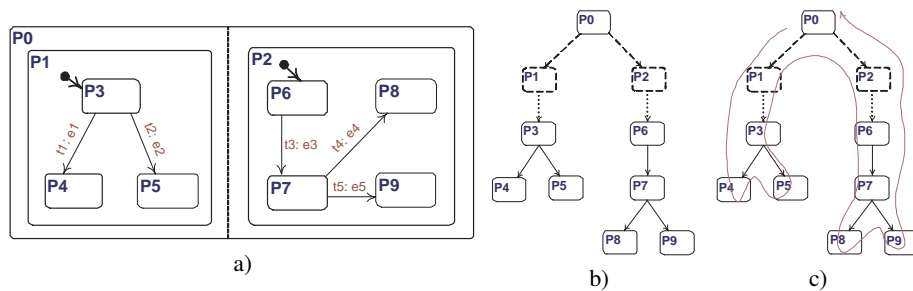 P0
P1
P3
t1: e1
t2: e2
P4
P5
P2
P6
P8
t3: e3
t4: e4
P7
t5: e5
P9
a)
P0
P1
P2
P3
P6
P4
P5
P7
P8
P9
b)
P0
P1
P2
P3
P6
P4
P5
P7
P8
P9
c)